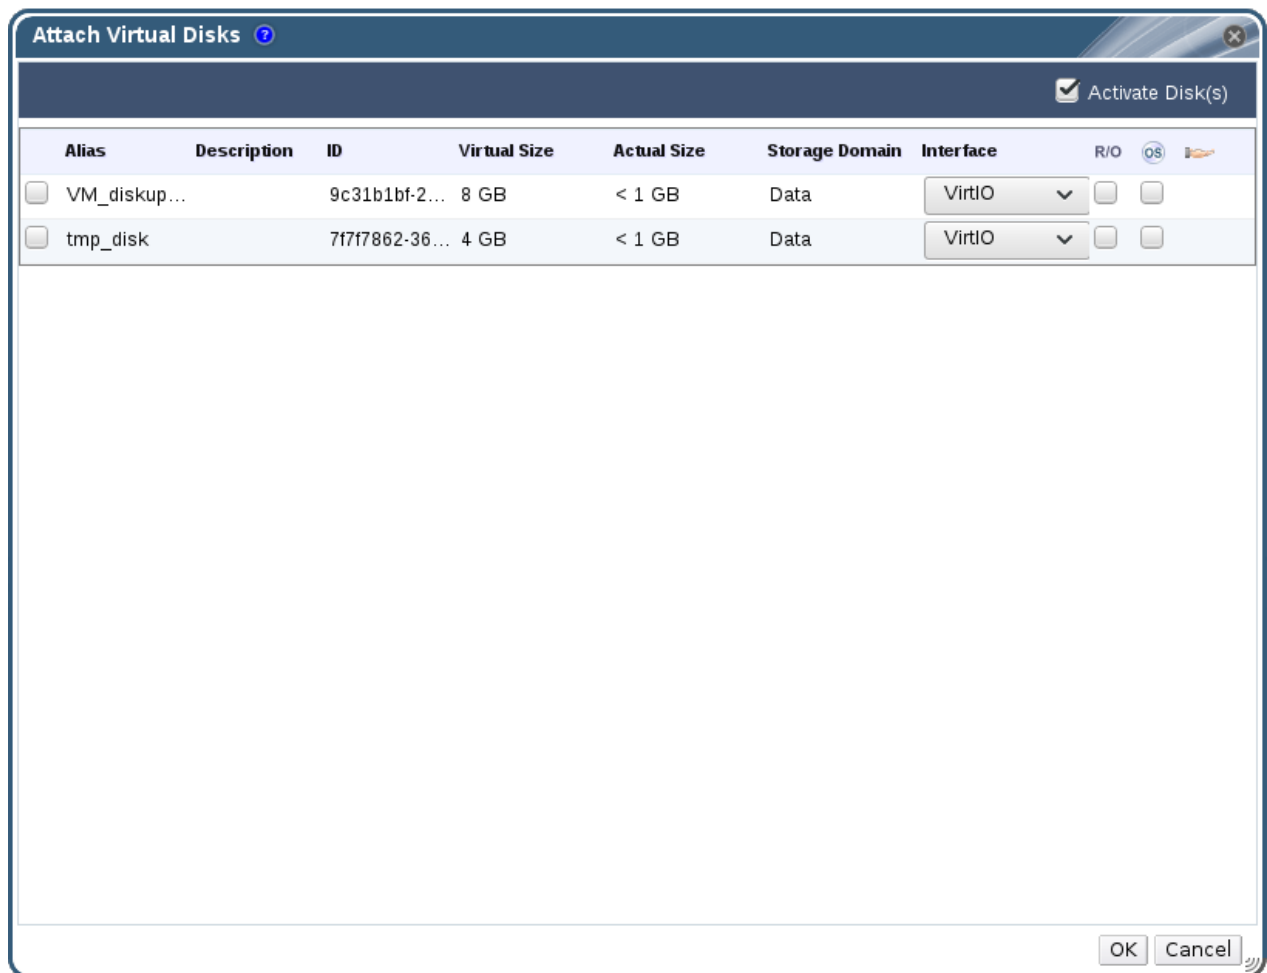 Attach Virtual Disks ?
Activate Disk(s)
Alias Description ID Virtual Size Actual Size Storage Domain Interface R/O OS
VM_diskup... 9c31b1bf-2... 8 GB < 1 GB Data VirtIO
tmp_disk 7f7f7862-36... 4 GB < 1 GB Data VirtIO
OK Cancel